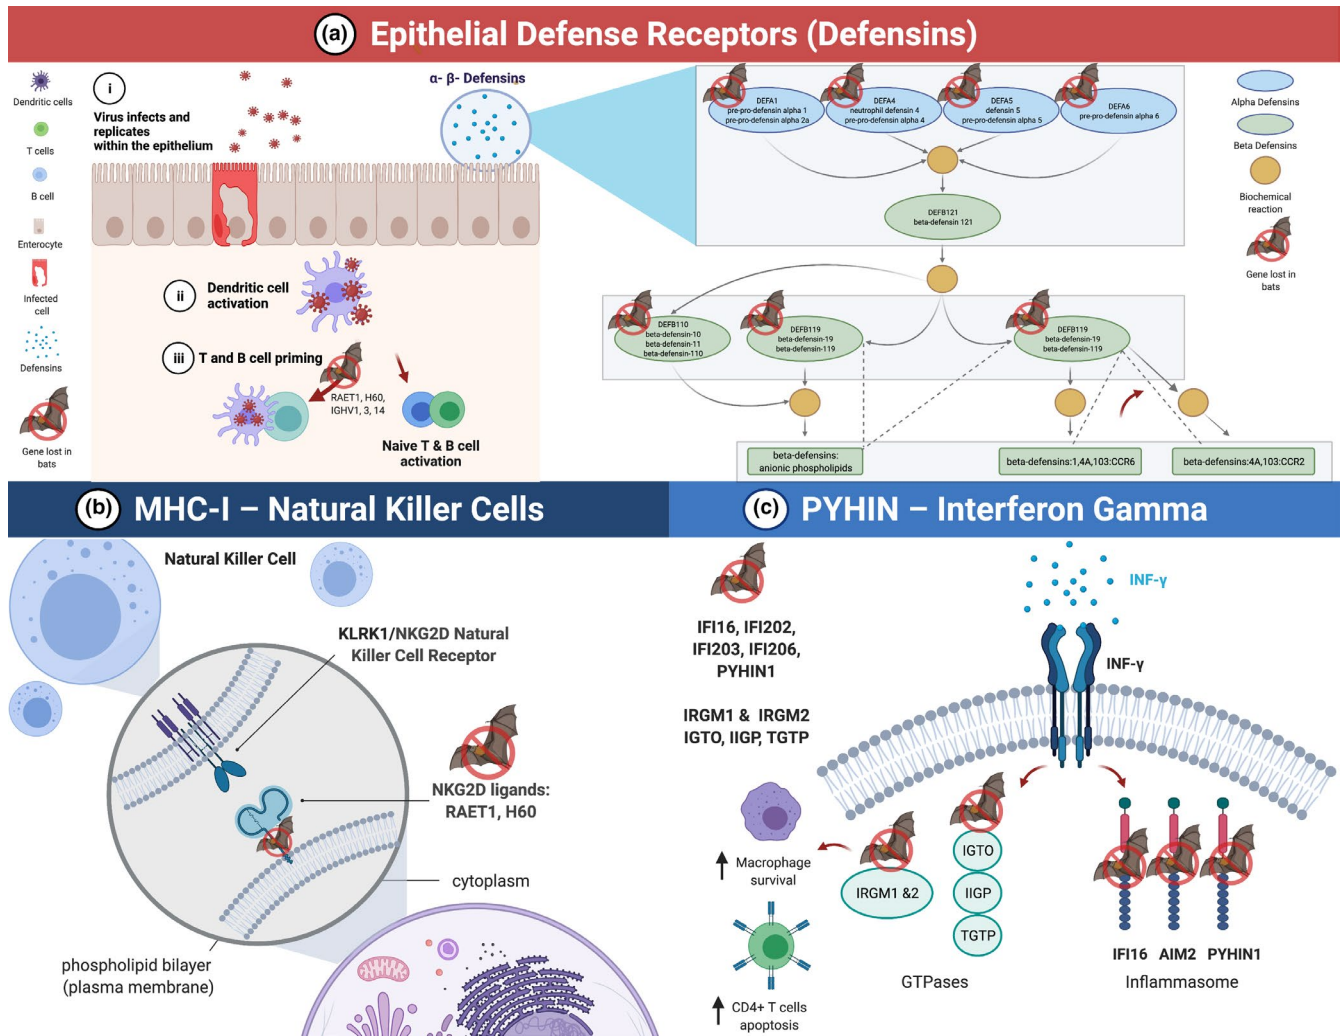 (a) Epithelial Defense Receptors (Defensins)
Dendritic cells
T cells
B cell
Enterocyte
Infected
cell
Defensins
Gene lost in
bats
i
Virus infects and
replicates
within the epithelium
α- β- Defensins
ii
Dendritic cell
activation
iii
T and B cell priming
RAET1, H60,
IGHV1, 3, 14
Naive T & B cell
activation
DEFA1
pre-pro-defensin alpha 1
pre-pro-defensin alpha 2a
DEFA4
neutrophil defensin 4
pre-pro-defensin alpha 4
DEFA5
defensin 5
pre-pro-defensin alpha 5
DEFA6
pre-pro-defensin alpha 6
DEFB121
beta-defensin 121
DEFB110
beta-defensin-10
beta-defensin-11
beta-defensin-110
DEFB119
beta-defensin-19
beta-defensin-119
DEFB119
beta-defensin-19
beta-defensin-119
beta-defensins:
anionic phospholipids
beta-defensins:1,4A,103:CCR6
beta-defensins:4A,103:CCR2
Alpha Defensins
Beta Defensins
Biochemical
reaction
Gene lost in
bats
(b) MHC-I – Natural Killer Cells
Natural Killer Cell
KLRK1/NKG2D Natural
Killer Cell Receptor
NKG2D ligands:
RAET1, H60
cytoplasm
phospholipid bilayer
(plasma membrane)
(c) PYHIN – Interferon Gamma
IFI16, IFI202,
IFI203, IFI206,
PYHIN1
IRGM1 & IRGM2
IGTO, IIGP, TGTP
INF-γ
INF-γ
Macrophage
survival
CD4+ T cells
apoptosis
IRGM1 &2
IGTO
IIGP
TGTP
GTPases
IFI16 AIM2 PYHIN1
Inflammasome